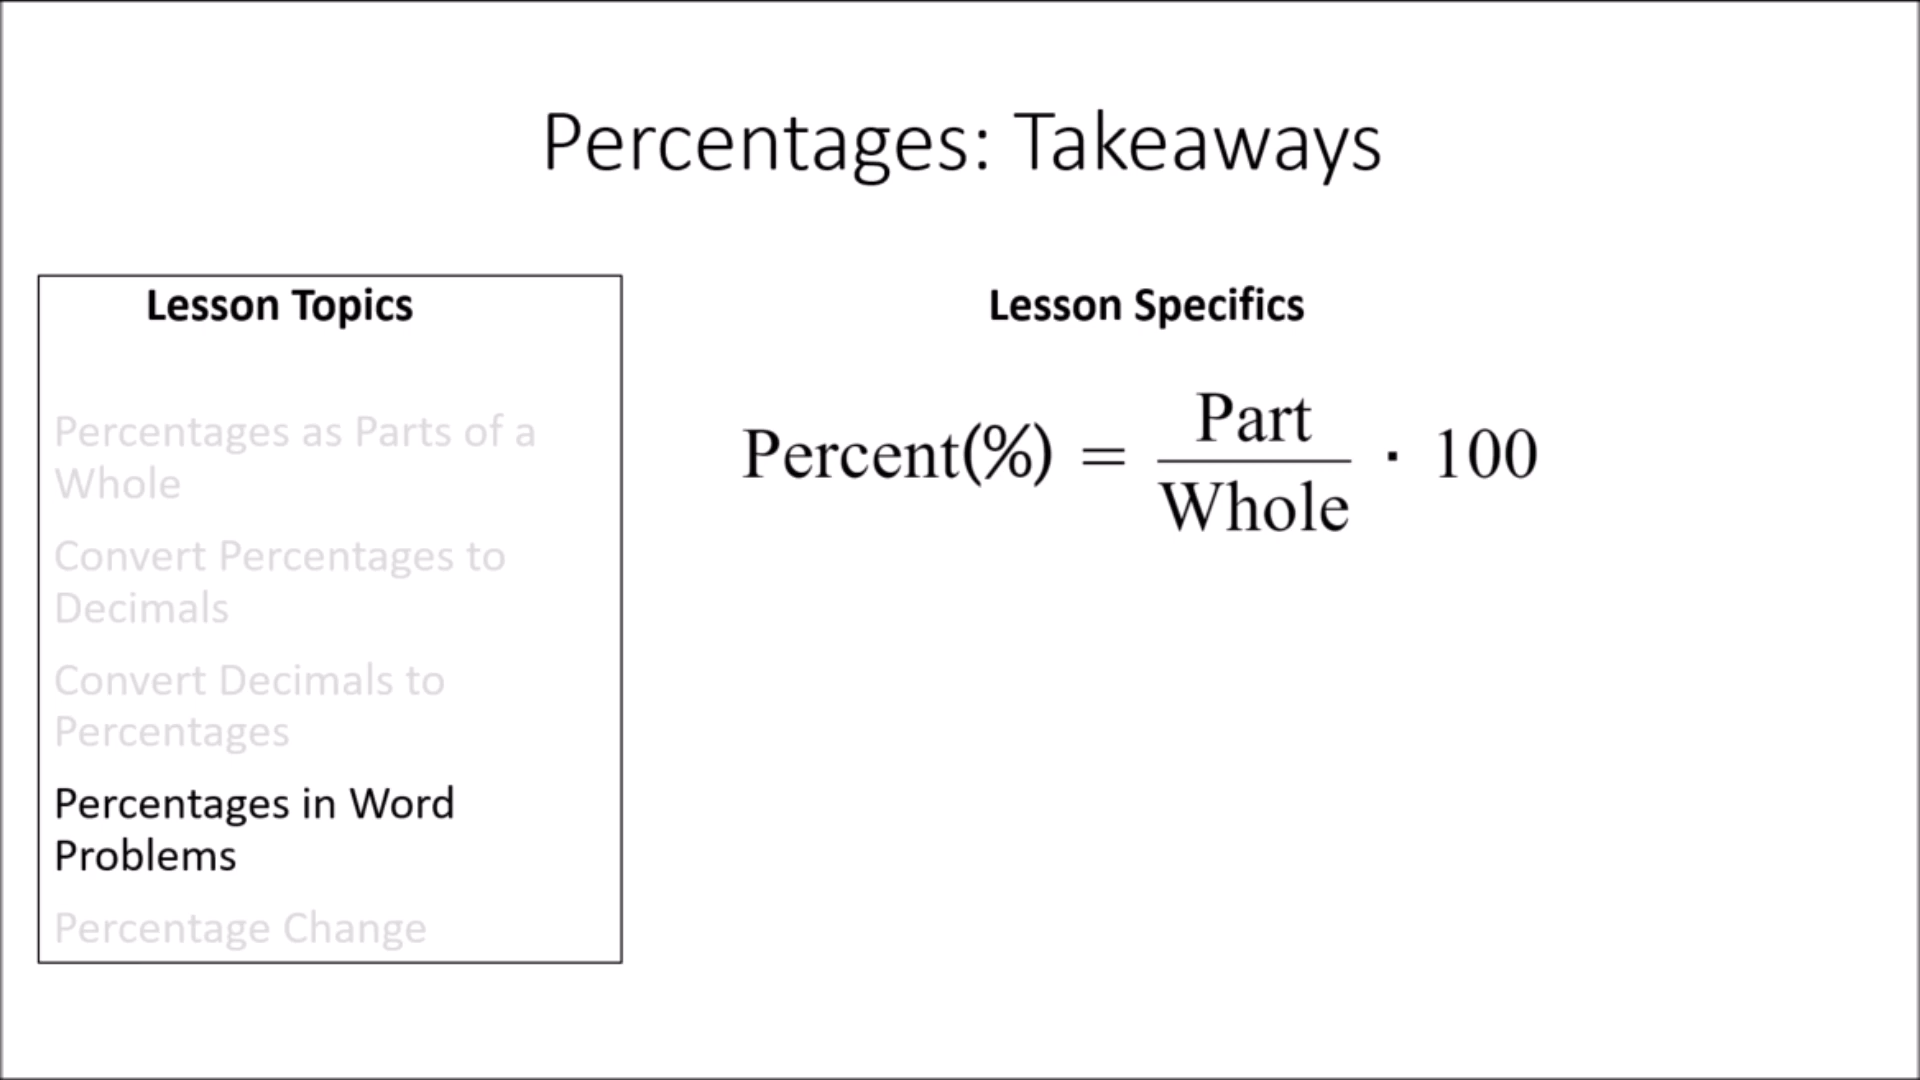 Percentages: Takeaways
Lesson Topics
Percentages as Parts of a
Whole
Convert Percentages to
Decimals
Convert Decimals to
Percentages
Percentages in Word
Problems
Percentage Change
Lesson Specifics
Percent(%) = Part/Whole · 100